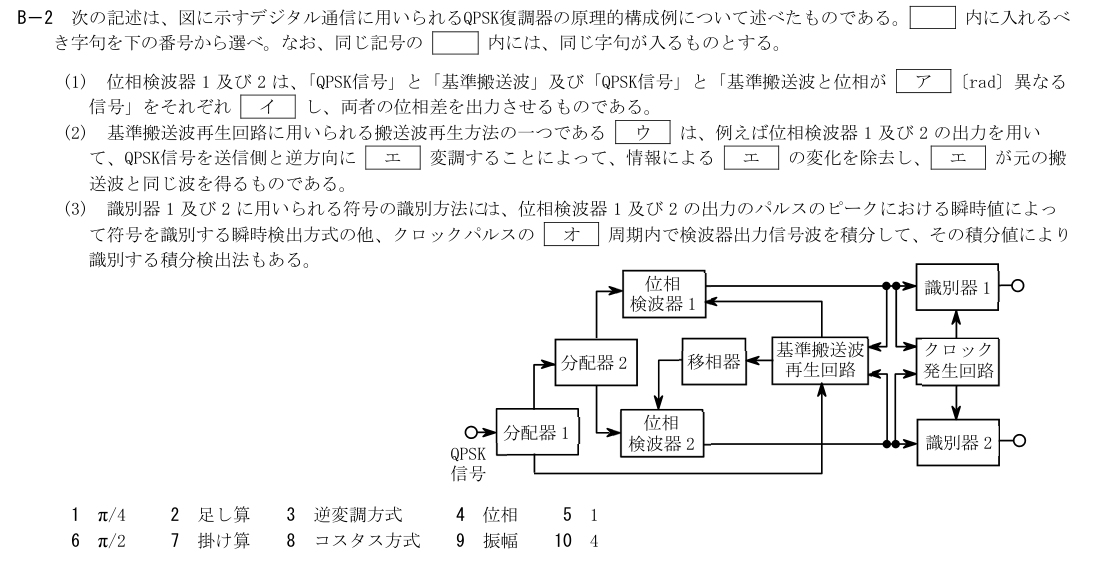 B－2 次の記述は、図に示すデジタル通信に用いられるQPSK復調器の原理的構成例について述べたものである。 内に入れるべ
き字句を下の番号から選べ。なお、同じ記号の 内には、同じ字句が入るものとする。
(1) 位相検波器1及び2は、「QPSK信号」と「基準搬送波」及び「QPSK信号」と「基準搬送波と位相が ア 〔rad〕異なる
信号」をそれぞれ イ し、両者の位相差を出力させるものである。
(2) 基準搬送波再生回路に用いられる搬送波再生方法の一つである ウ は、例えば位相検波器1及び2の出力を用い
て、QPSK信号を送信側と逆方向に エ 変調することによって、情報による エ の変化を除去し、 エ が元の搬
送波と同じ波を得るものである。
(3) 識別器1及び2に用いられる符号の識別方法には、位相検波器1及び2の出力のパルスのピークにおける瞬時値によっ
て符号を識別する瞬時検出方式の他、クロックパルスの オ 周期内で検波器出力信号波を積分して、その積分値により
識別する積分検出法もある。
位相
検波器1
識別器1
分配器2
移相器
基準搬送波
再生回路
クロック
発生回路
分配器1
位相
検波器2
識別器2
QPSK
信号
1 π/4 2 足し算 3 逆変調方式 4 位相 5 1
6 π/2 7 掛け算 8 コスタス方式 9 振幅 10 4